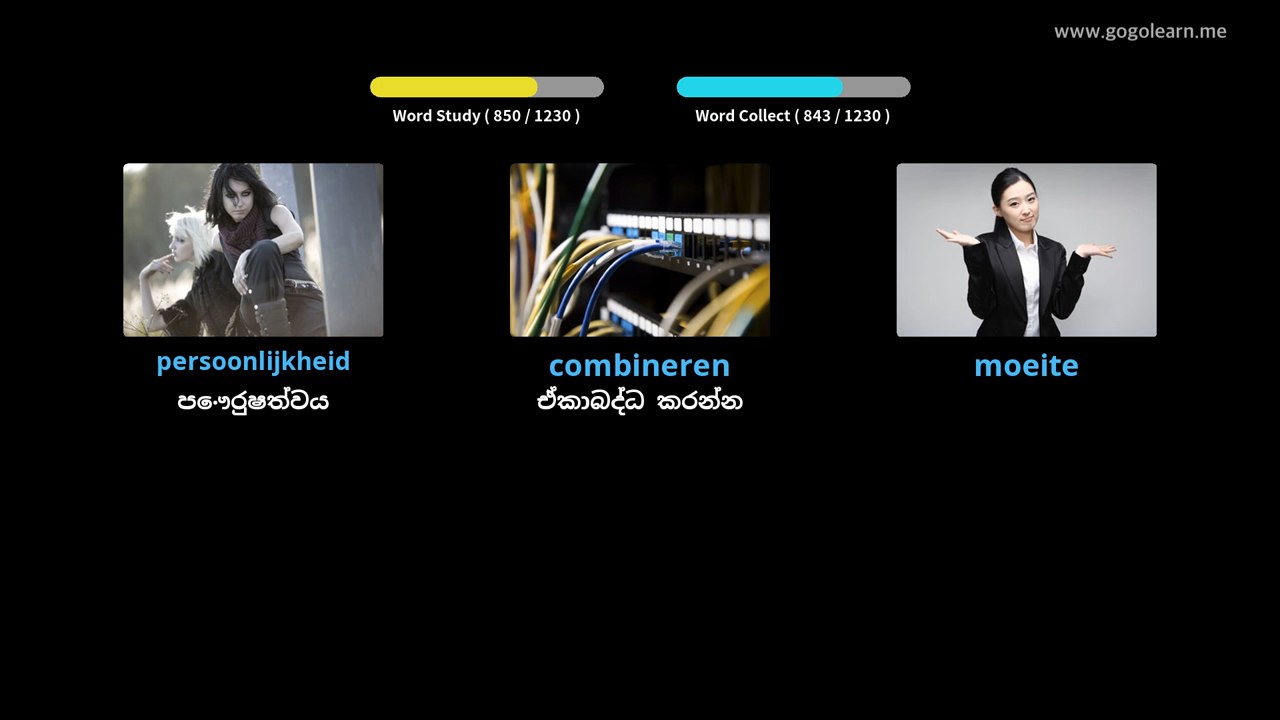 www.gogolearn.me
Word Study ( 850 / 1230 )
Word Collect ( 843 / 1230 )
persoonlijkheid
පෞරුෂත්වය
combineren
ඒකාබද්ධ කරන්න
moeite